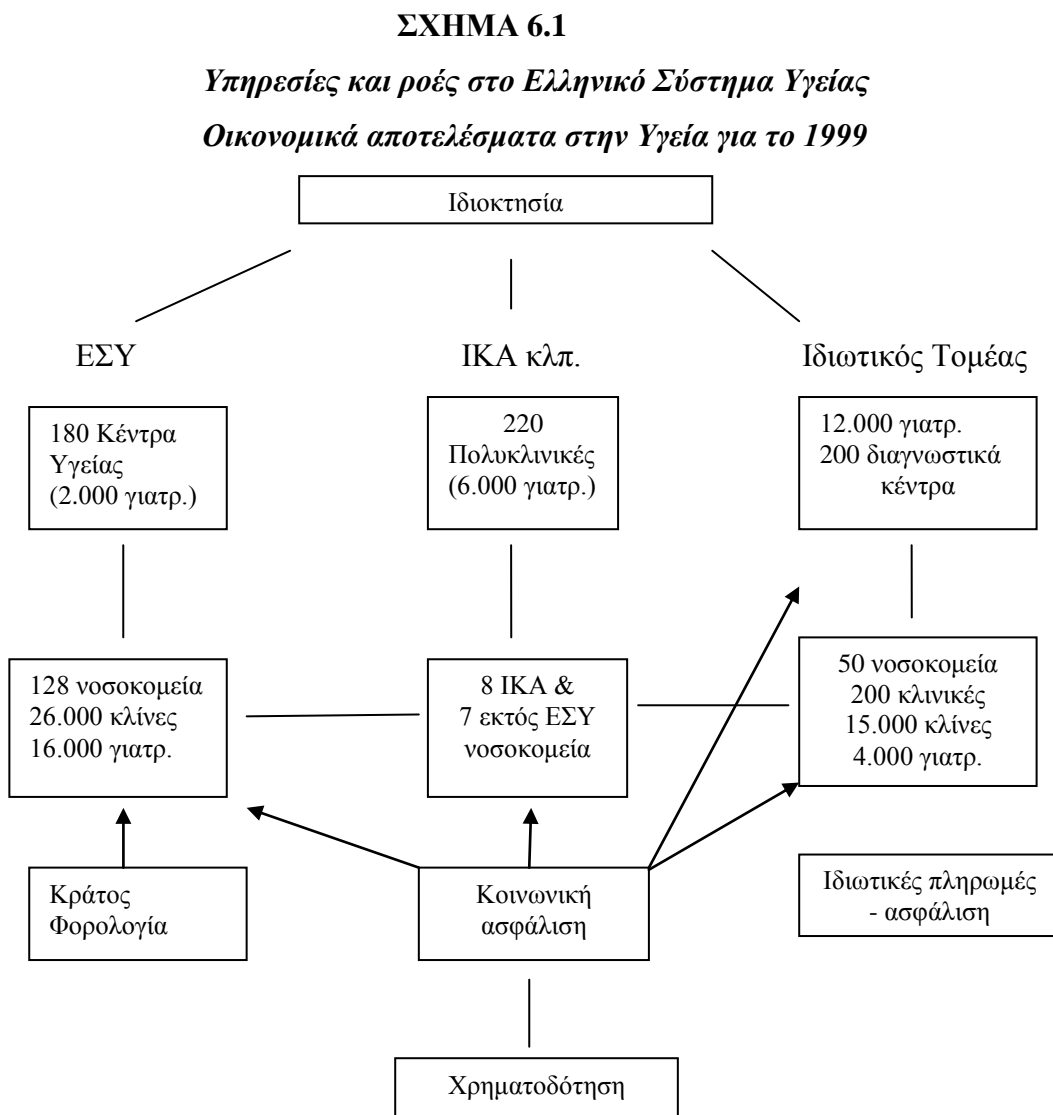 ΣΧΗΜΑ 6.1
Υπηρεσίες και ροές στο Ελληνικό Σύστημα Υγείας
Οικονομικά αποτελέσματα στην Υγεία για το 1999
Ιδιοκτησία
ΕΣΥ
ΙΚΑ κλπ.
Ιδιωτικός Τομέας
180 Κέντρα
Υγείας
(2.000 γιατρ.)
220
Πολυκλινικές
(6.000 γιατρ.)
12.000 γιατρ.
200 διαγνωστικά
κέντρα
128 νοσοκομεία
26.000 κλίνες
16.000 γιατρ.
8 ΙΚΑ &
7 εκτός ΕΣΥ
νοσοκομεία
50 νοσοκομεία
200 κλινικές
15.000 κλίνες
4.000 γιατρ.
Κράτος
Φορολογία
Κοινωνική
ασφάλιση
Ιδιωτικές πληρωμές
- ασφάλιση
Χρηματοδότηση